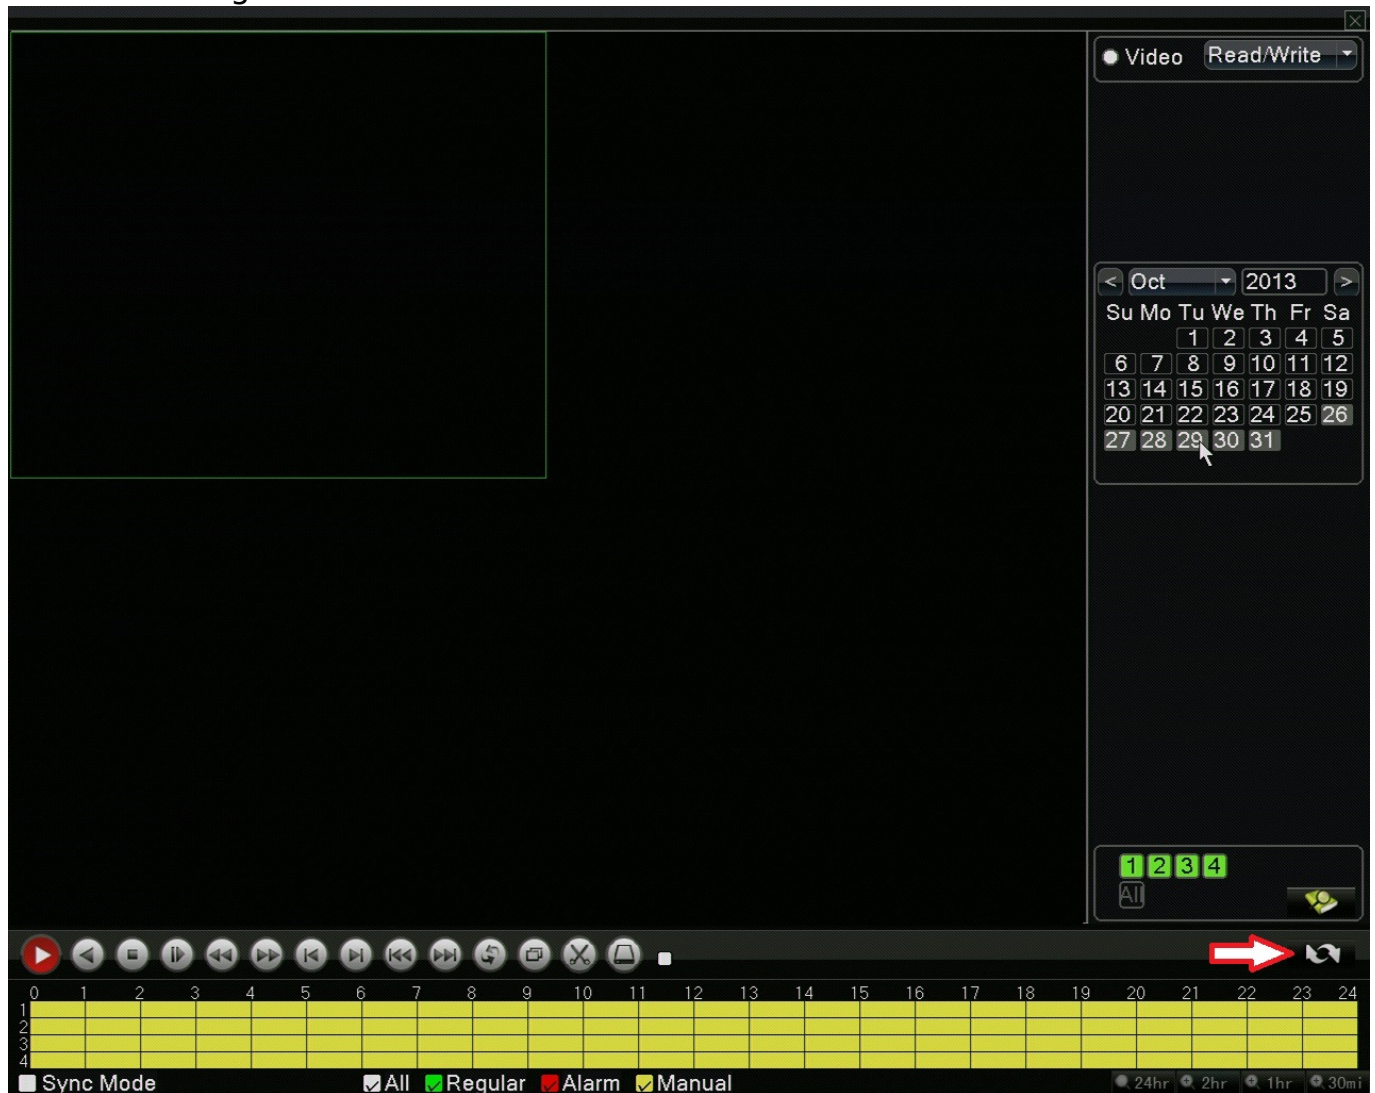 Video Read/Write
< Oct 2013 >
Su Mo Tu We Th Fr Sa
1 2 3 4 5
6 7 8 9 10 11 12
13 14 15 16 17 18 19
20 21 22 23 24 25 26
27 28 29 30 31
1 2 3 4
All
0 1 2 3 4 5 6 7 8 9 10 11 12 13 14 15 16 17 18 19 20 21 22 23 24
1
2
3
4
Sync Mode All Regular Alarm Manual 24hr 2hr 1hr 30mi